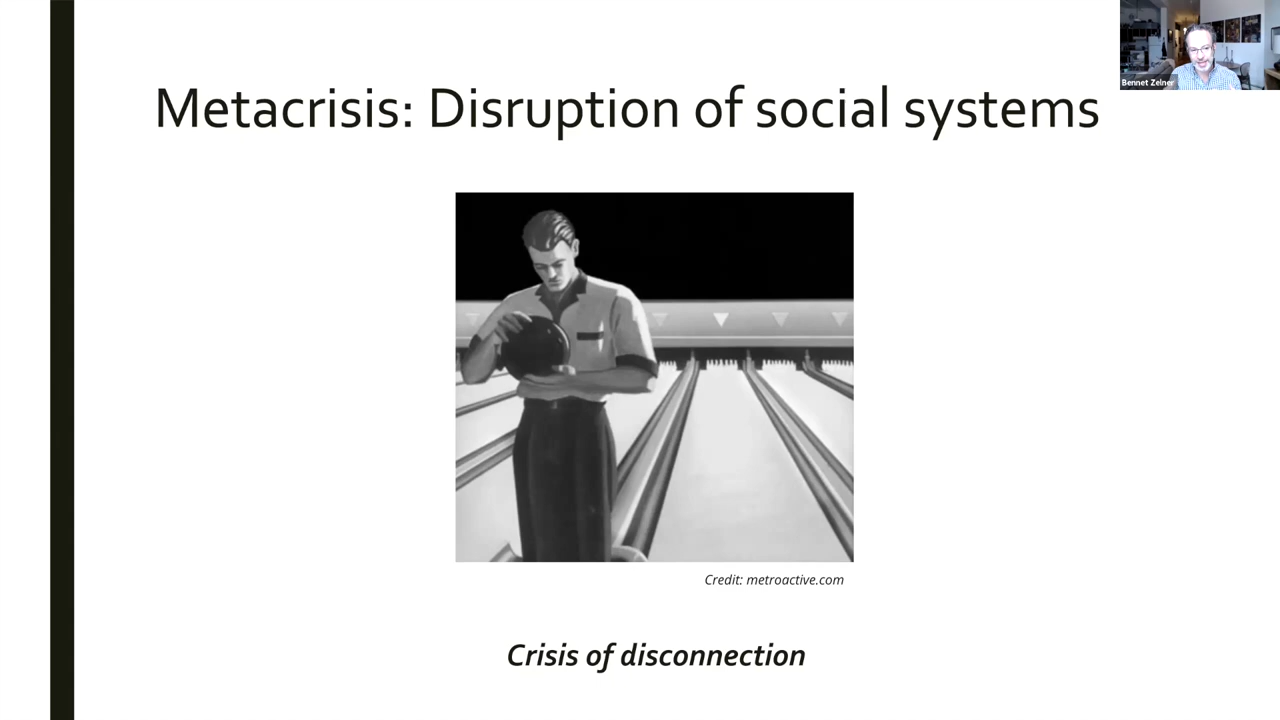 Bennet Zelner
Metacrisis: Disruption of social systems
Credit: metroactive.com
Crisis of disconnection